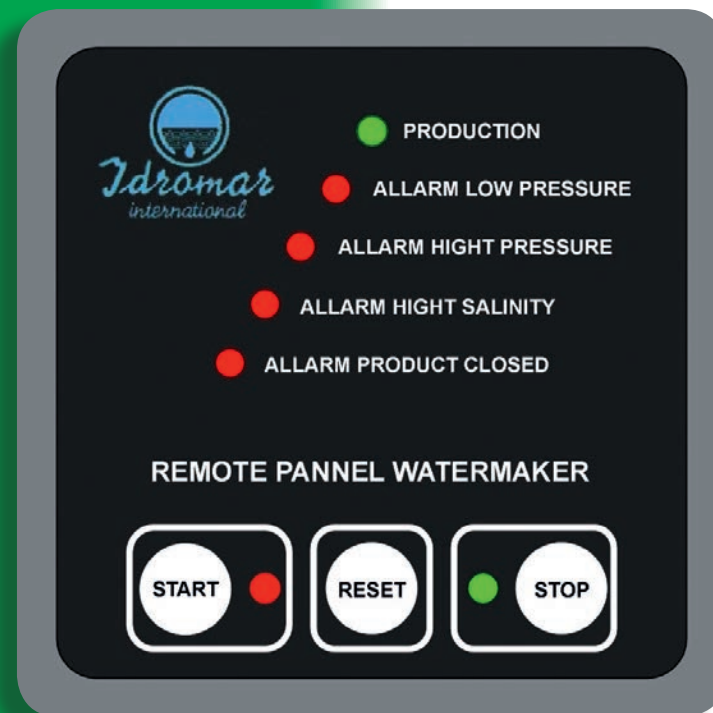 Idromar
international
PRODUCTION
ALLARM LOW PRESSURE
ALLARM HIGHT PRESSURE
ALLARM HIGHT SALINITY
ALLARM PRODUCT CLOSED
REMOTE PANNEL WATERMAKER
START
RESET
STOP